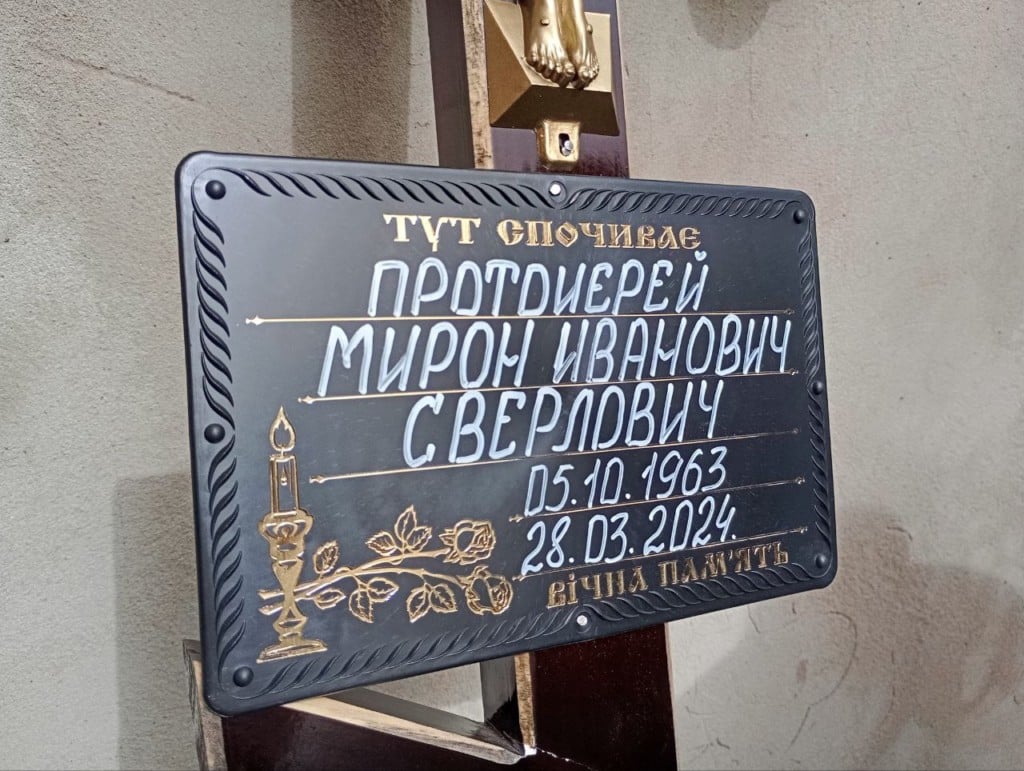 ТУТ СПОЧИВАЄ
ПРОТОИЕРЕЙ
МИРОН ИВАНОВИЧ
СВЕРЛОВИЧ
05.10.1963
28.03.2024.
ВІЧНА ПАМ'ЯТЬ